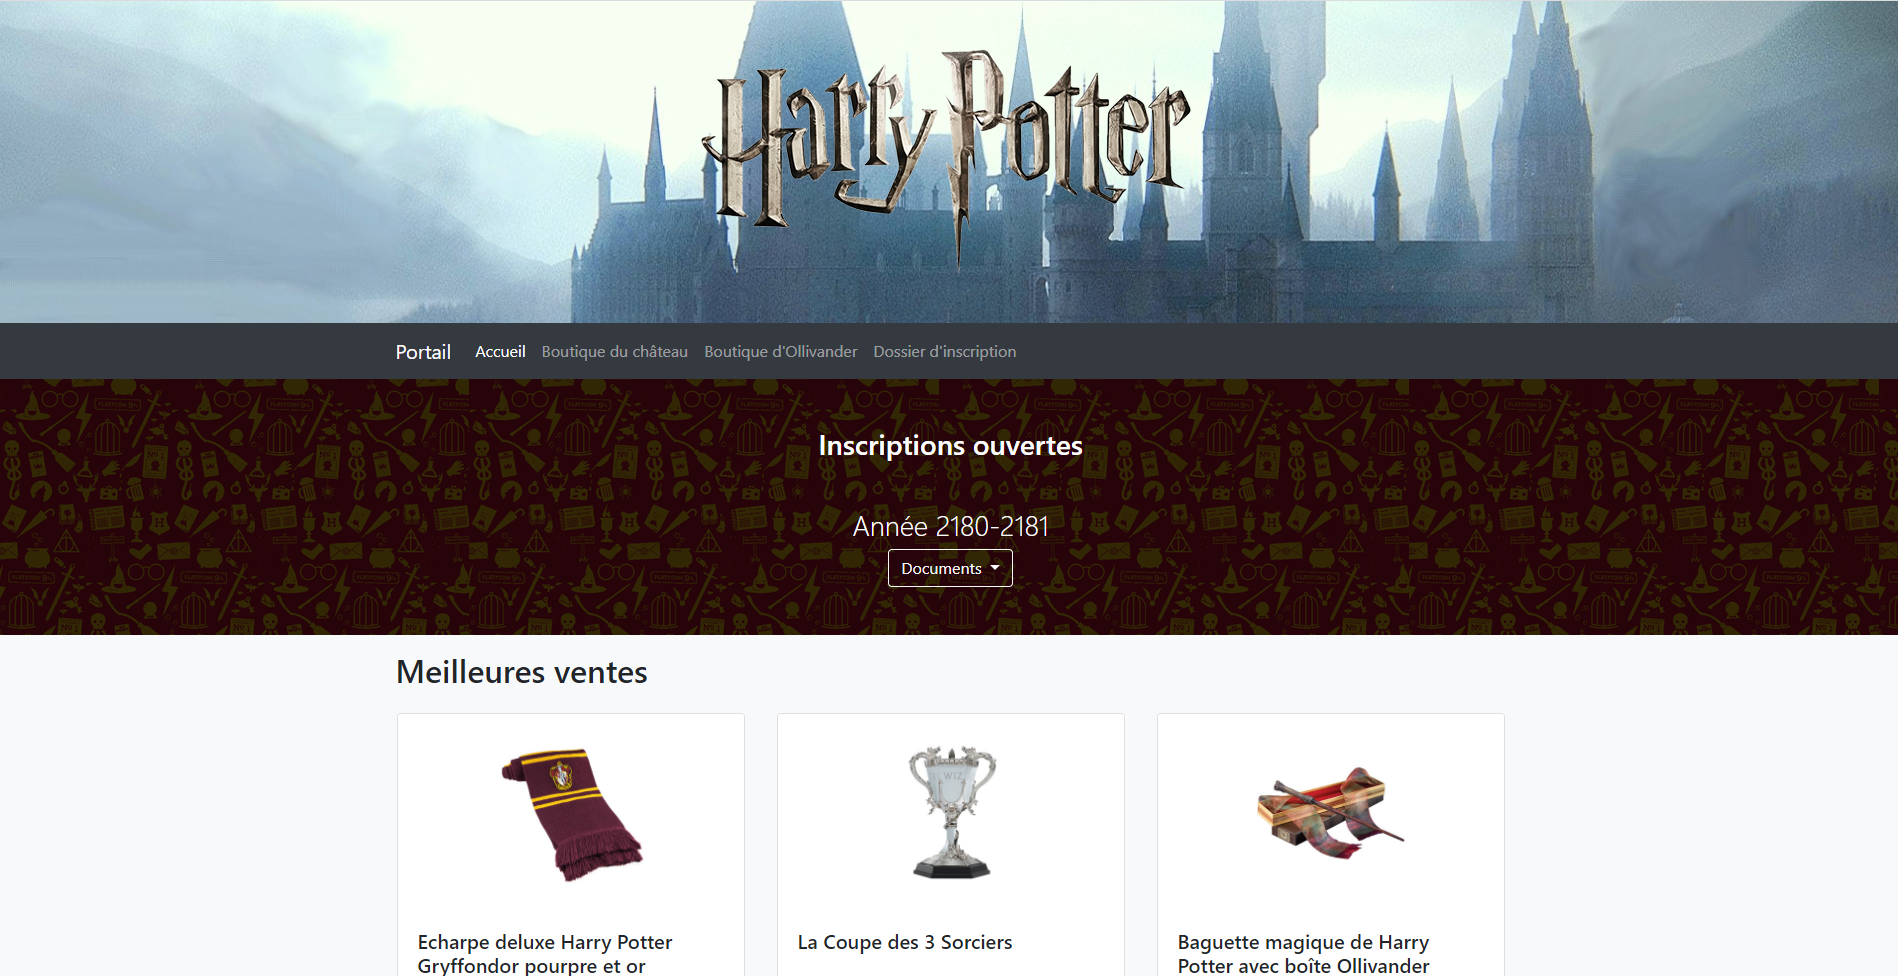 Harry Potter
Portail Accueil Boutique du château Boutique d'Ollivander Dossier d'inscription
Inscriptions ouvertes
Année 2180-2181
Documents
Meilleures ventes
WIZ
Echarpe deluxe Harry Potter
Gryffondor pourpre et or
La Coupe des 3 Sorciers
Baguette magique de Harry
Potter avec boîte Ollivander